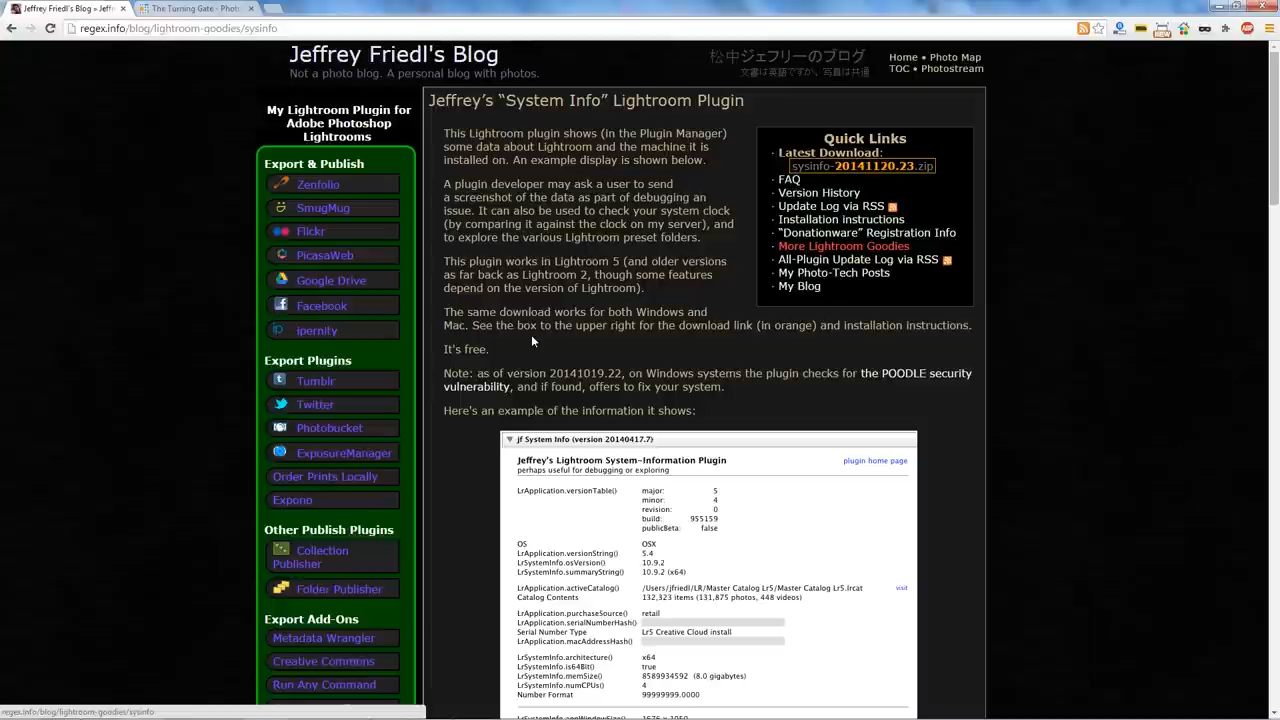 Jeffrey Friedl's Blog » Jeff
The Turning Gate - Photo
regex.info/blog/lightroom-goodies/sysinfo
Jeffrey Friedl's Blog
Not a photo blog. A personal blog with photos.
松中ジェフリーのブログ
文書は英語ですが、写真は共通
Home • Photo Map
TOC • Photostream
My Lightroom Plugin for
Adobe Photoshop
Lightrooms
Export & Publish
Zenfolio
SmugMug
Flickr
PicasaWeb
Google Drive
Facebook
ipernity
Export Plugins
Tumblr
Twitter
Photobucket
ExposureManager
Order Prints Locally
Expono
Other Publish Plugins
Collection
Publisher
Folder Publisher
Export Add-Ons
Metadata Wrangler
Creative Commons
Run Any Command
Jeffrey's “System Info” Lightroom Plugin
This Lightroom plugin shows (in the Plugin Manager)
some data about Lightroom and the machine it is
installed on. An example display is shown below.
A plugin developer may ask a user to send
a screenshot of the data as part of debugging an
issue. It can also be used to check your system clock
(by comparing it against the clock on my server), and
to explore the various Lightroom preset folders.
This plugin works in Lightroom 5 (and older versions
as far back as Lightroom 2, though some features
depend on the version of Lightroom).
The same download works for both Windows and
Mac. See the box to the upper right for the download link (in orange) and installation instructions.
It's free.
Note: as of version 20141019.22, on Windows systems the plugin checks for the POODLE security
vulnerability, and if found, offers to fix your system.
Here's an example of the information it shows:
Quick Links
· Latest Download:
sysinfo-20141120.23.zip
· FAQ
· Version History
· Update Log via RSS
· Installation instructions
· “Donationware” Registration Info
· More Lightroom Goodies
· All-Plugin Update Log via RSS
· My Photo-Tech Posts
· My Blog
jf System Info (version 20140417.7)
Jeffrey's Lightroom System-Information Plugin
plugin home page
perhaps useful for debugging or exploring
LrApplication.versionTable() major: 5
minor: 4
revision: 0
build: 955159
publicBeta: false
OS OSX
LrApplication.versionString() 5.4
LrSystemInfo.osVersion() 10.9.2
LrSystemInfo.summaryString() 10.9.2 (x64)
LrApplication.activeCatalog() /Users/jfriedl/LR/Master Catalog Lr5/Master Catalog Lr5.lrcat visit
Catalog Contents 132,323 items (131,875 photos, 448 videos)
LrApplication.purchaseSource() retail
LrApplication.serialNumberHash()
Serial Number Type Lr5 Creative Cloud install
LrApplication.macAddressHash()
LrSystemInfo.architecture() x64
LrSystemInfo.is64Bit() true
LrSystemInfo.memSize() 8589934592 (8.0 gigabytes)
LrSystemInfo.numCPUs() 4
Number Format 99999999.0000
LrSystemInfo.appWindowSize() 1676 × 1050
regex.info/blog/lightroom-goodies/sysinfo